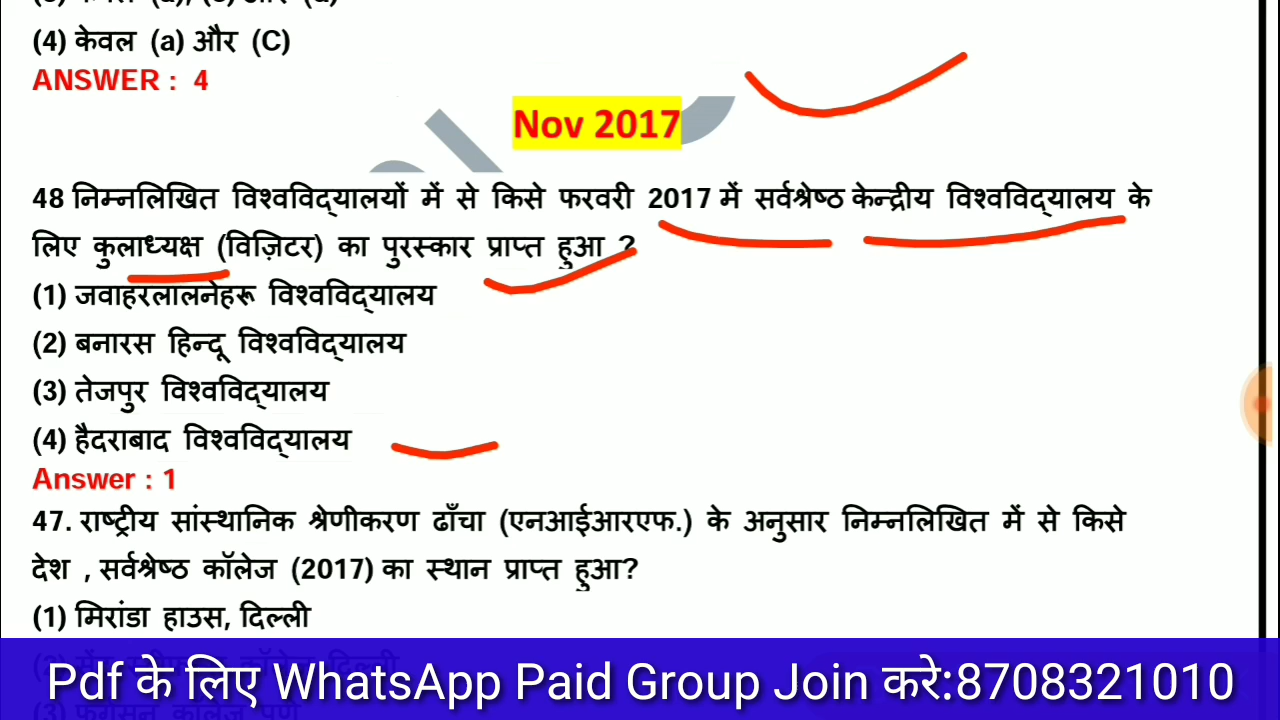 (4) केवल (a) और (C)
ANSWER : 4
Nov 2017
48 निम्नलिखित विश्वविद्यालयों में से किसे फरवरी 2017 में सर्वश्रेष्ठ केन्द्रीय विश्वविद्यालय के
लिए कुलाध्यक्ष (विज़िटर) का पुरस्कार प्राप्त हुआ ?
(1) जवाहरलालनेहरू विश्वविद्यालय
(2) बनारस हिन्दू विश्वविद्यालय
(3) तेजपुर विश्वविद्यालय
(4) हैदराबाद विश्वविद्यालय
Answer : 1
47. राष्ट्रीय सांस्थानिक श्रेणीकरण ढाँचा (एनआईआरएफ.) के अनुसार निम्नलिखित में से किसे
देश , सर्वश्रेष्ठ कॉलेज (2017) का स्थान प्राप्त हुआ?
(1) मिरांडा हाउस, दिल्ली
Pdf के लिए WhatsApp Paid Group Join करे:8708321010